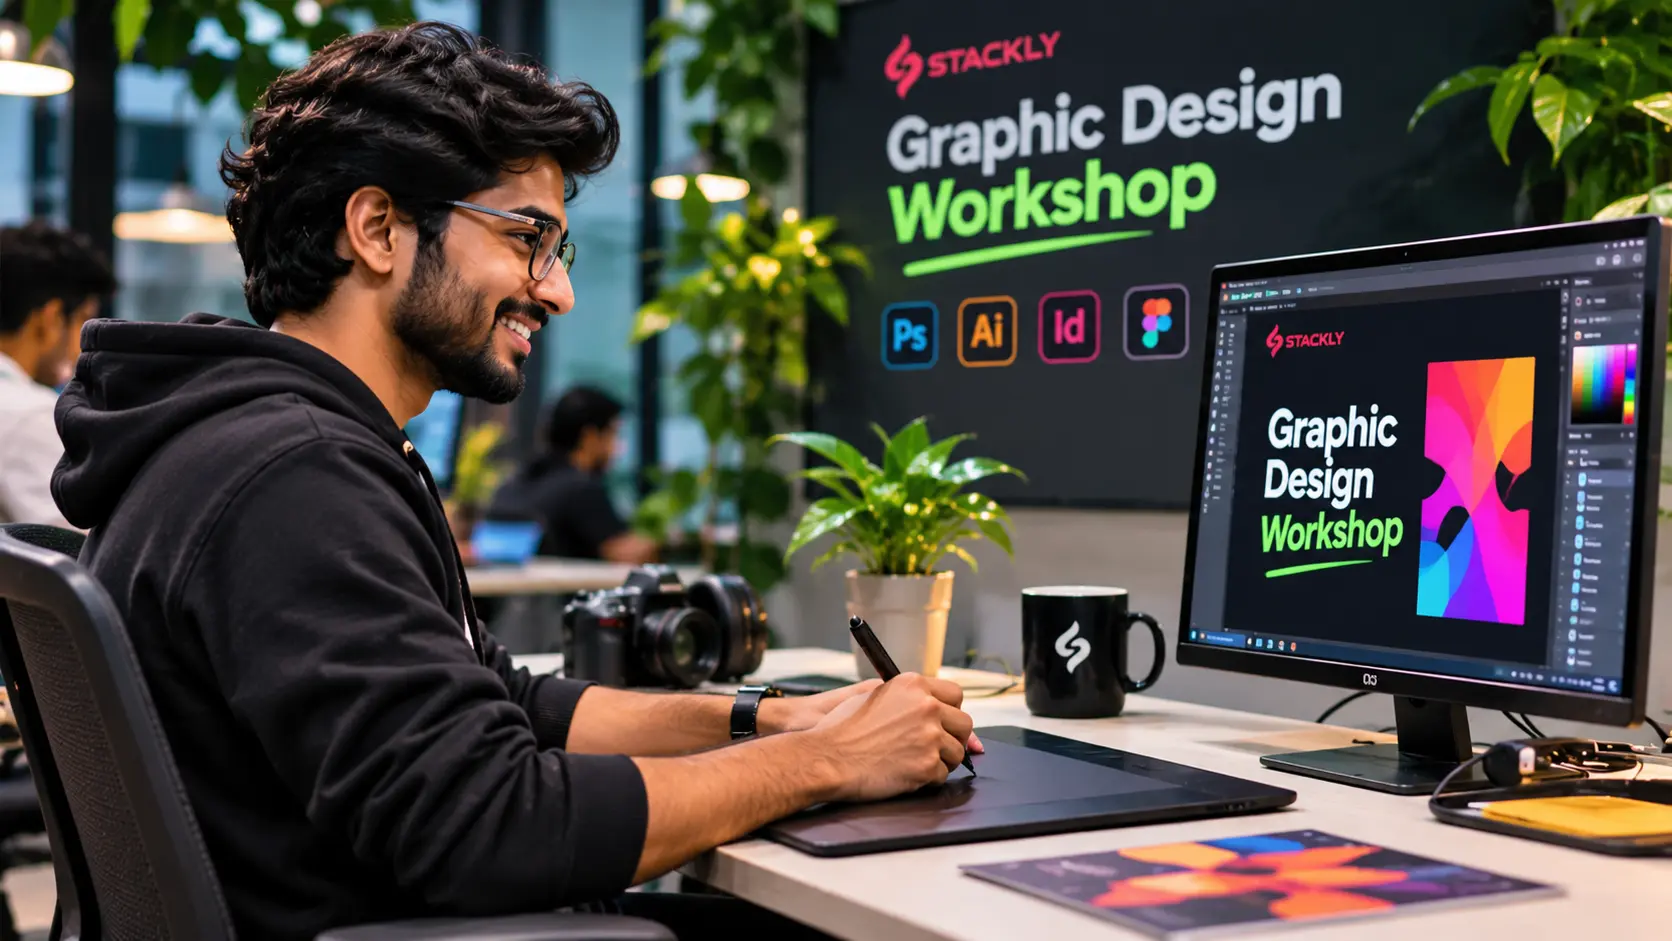 STACKLY
Graphic Design
Workshop
Ps Ai Id
STACKLY
Graphic
Design
Workshop